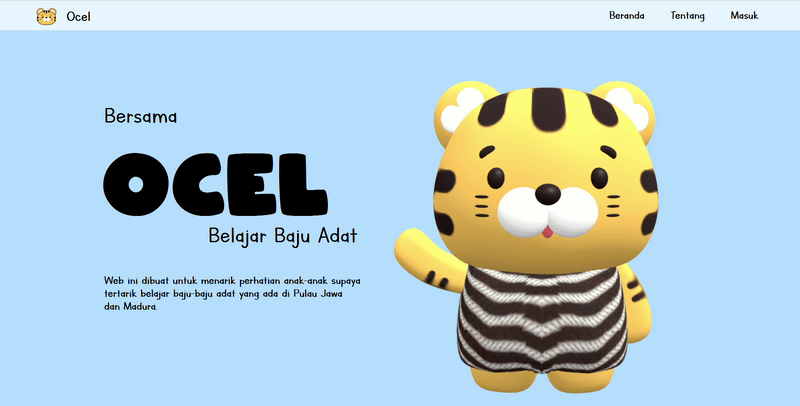 Ocel
Beranda Tentang Masuk
Bersama
OCEL
Belajar Baju Adat
Web ini dibuat untuk menarik perhatian anak-anak supaya
tertarik belajar baju-baju adat yang ada di Pulau Jawa
dan Madura.